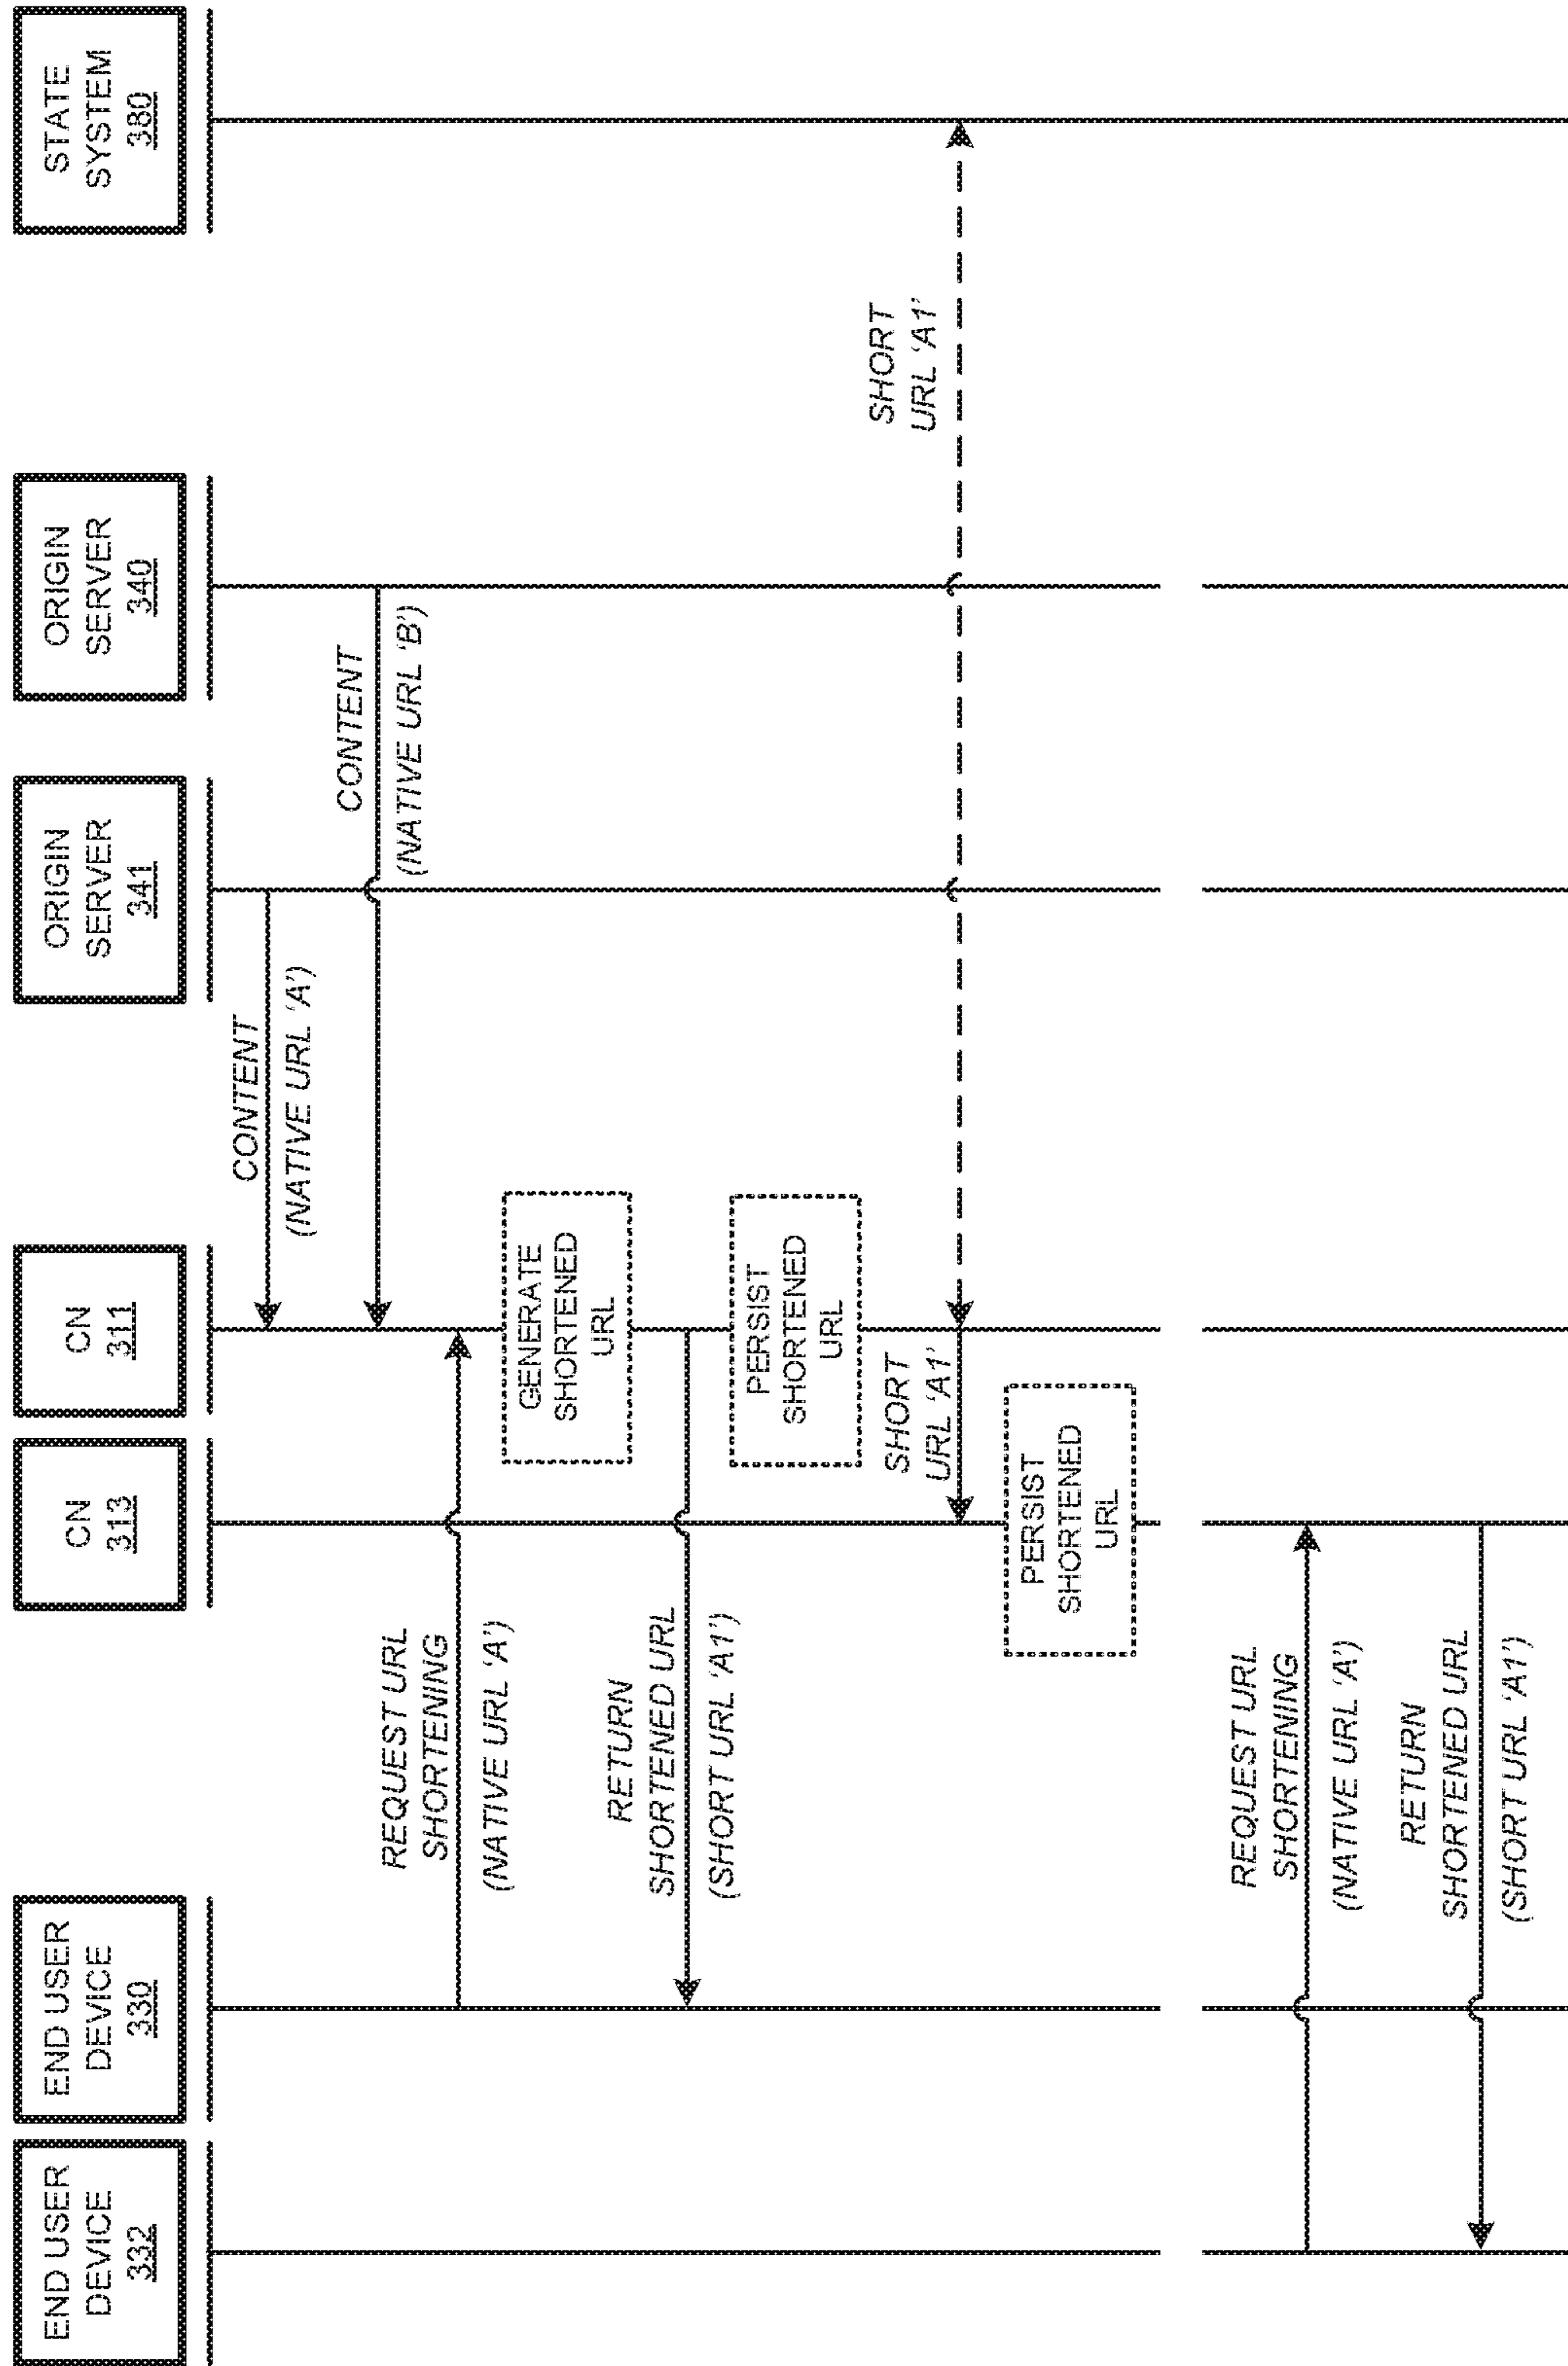 END USER
DEVICE
332
END USER
DEVICE
330
CN
313
CN
311
ORIGIN
SERVER
341
ORIGIN
SERVER
340
STATE
SYSTEM
380
CONTENT
(NATIVE URL ‘A’)
CONTENT
(NATIVE URL ‘B’)
REQUEST URL
SHORTENING
(NATIVE URL ‘A’)
GENERATE
SHORTENED
URL
RETURN
SHORTENED URL
(SHORT URL ‘A1’)
PERSIST
SHORTENED
URL
SHORT
URL ‘A1’
SHORT
URL ‘A1’
PERSIST
SHORTENED
URL
REQUEST URL
SHORTENING
(NATIVE URL ‘A’)
RETURN
SHORTENED URL
(SHORT URL ‘A1’)